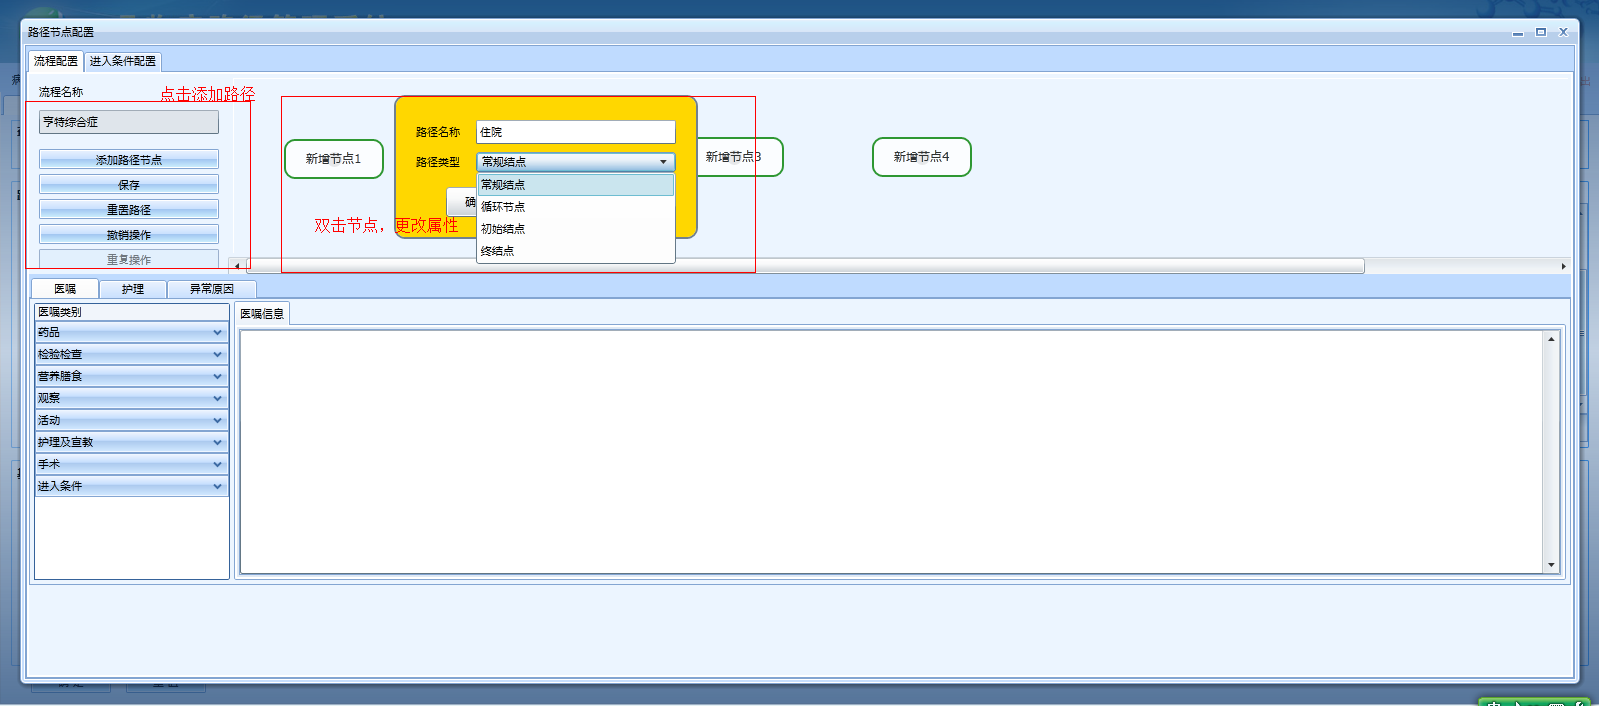 路径节点配置
流程配置 进入条件配置
流程名称
点击添加路径
亨特综合症
添加路径节点
保存
重置路径
撤销操作
重复操作
新增节点1
路径名称 住院
路径类型 常规结点
常规结点
循环节点
初始结点
终结点
确
双击节点，更改属性
新增节点3
新增节点4
医嘱 护理 异常原因
医嘱类别
药品
检验检查
营养膳食
观察
活动
护理及宣教
手术
进入条件
医嘱信息